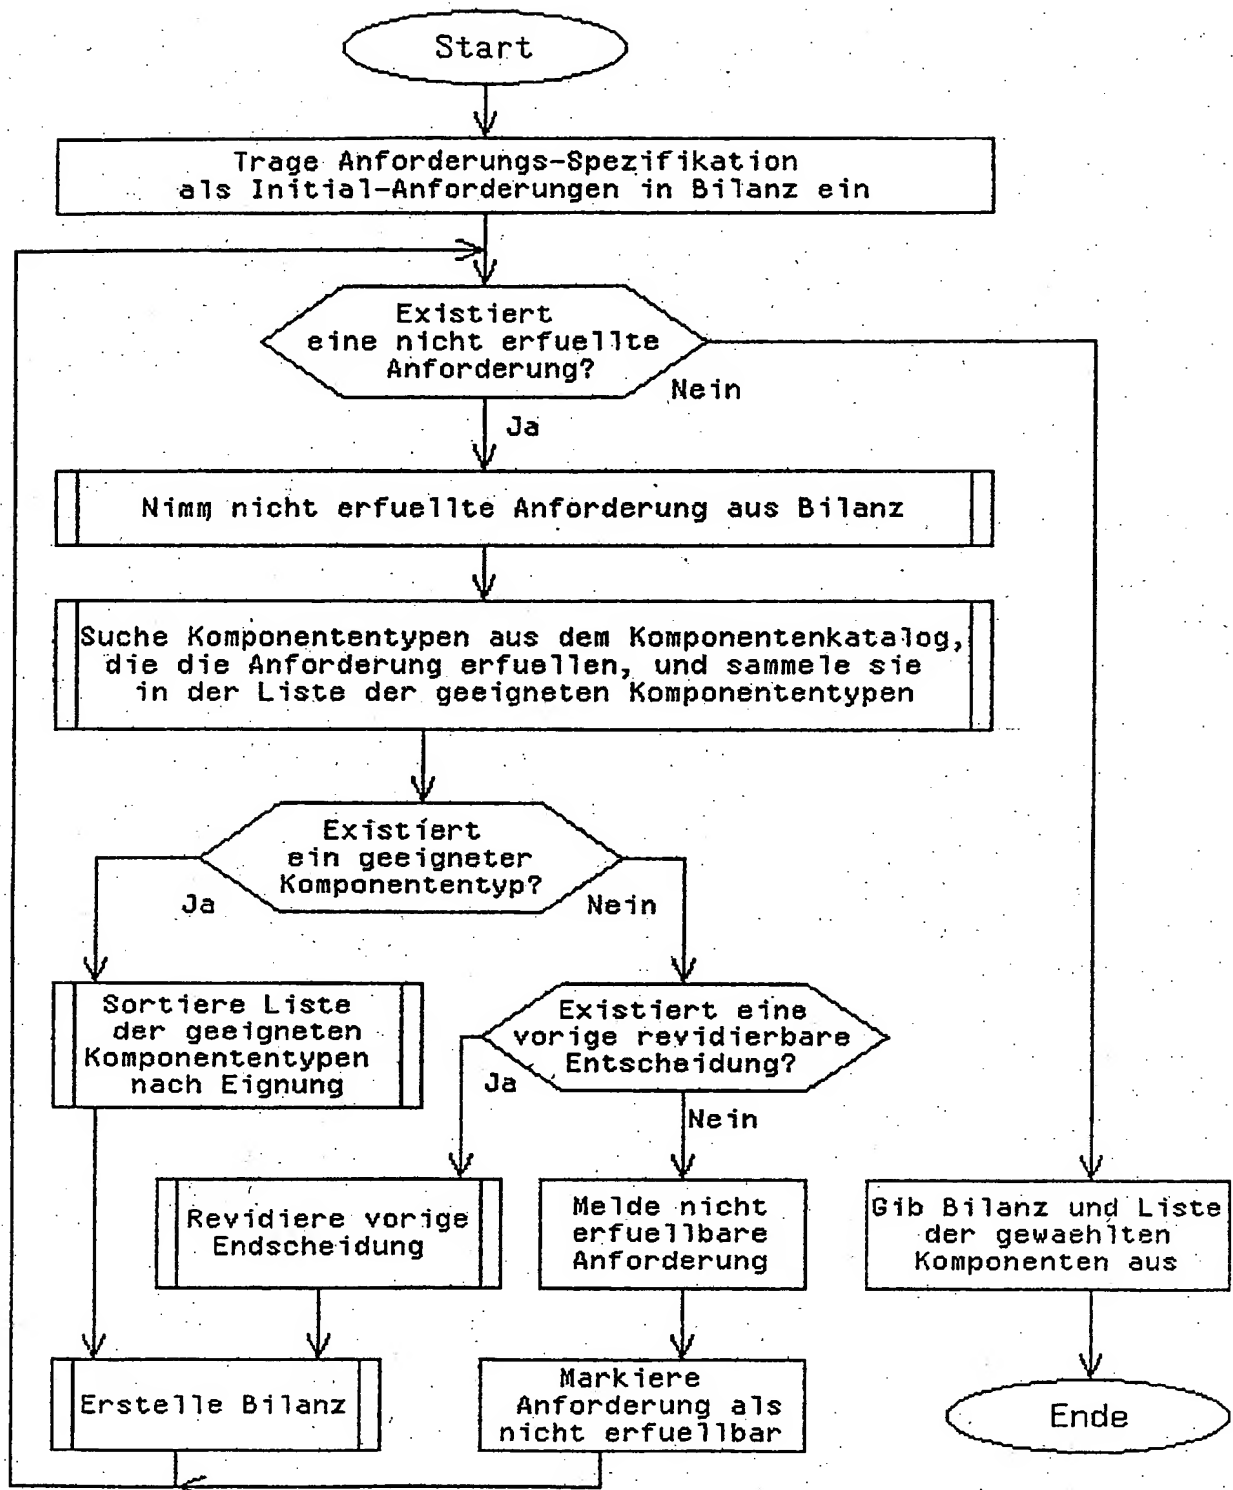 Start
Trage Anforderungs-Spezifikation
als Initial-Anforderungen in Bilanz ein
Existiert
eine nicht erfuellte
Anforderung?
Nein
Ja
Nimm nicht erfuellte Anforderung aus Bilanz
Suche Komponententypen aus dem Komponentenkatalog,
die die Anforderung erfuellen, und sammele sie
in der Liste der geeigneten Komponententypen
Existiert
ein geeigneter
Komponententyp?
Ja
Nein
Sortiere Liste
der geeigneten
Komponententypen
nach Eignung
Existiert eine
vorige revidierbare
Entscheidung?
Ja
Nein
Revidiere vorige
Endscheidung
Melde nicht
erfuellbare
Anforderung
Gib Bilanz und Liste
der gewaehlten
Komponenten aus
Erstelle Bilanz
Markiere
Anforderung als
nicht erfuellbar
Ende